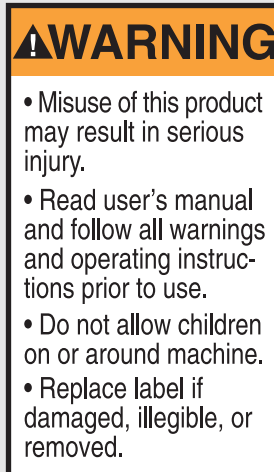 WARNING
• Misuse of this product
may result in serious
injury.
• Read user's manual
and follow all warnings
and operating instruc-
tions prior to use.
• Do not allow children
on or around machine.
• Replace label if
damaged, illegible, or
removed.